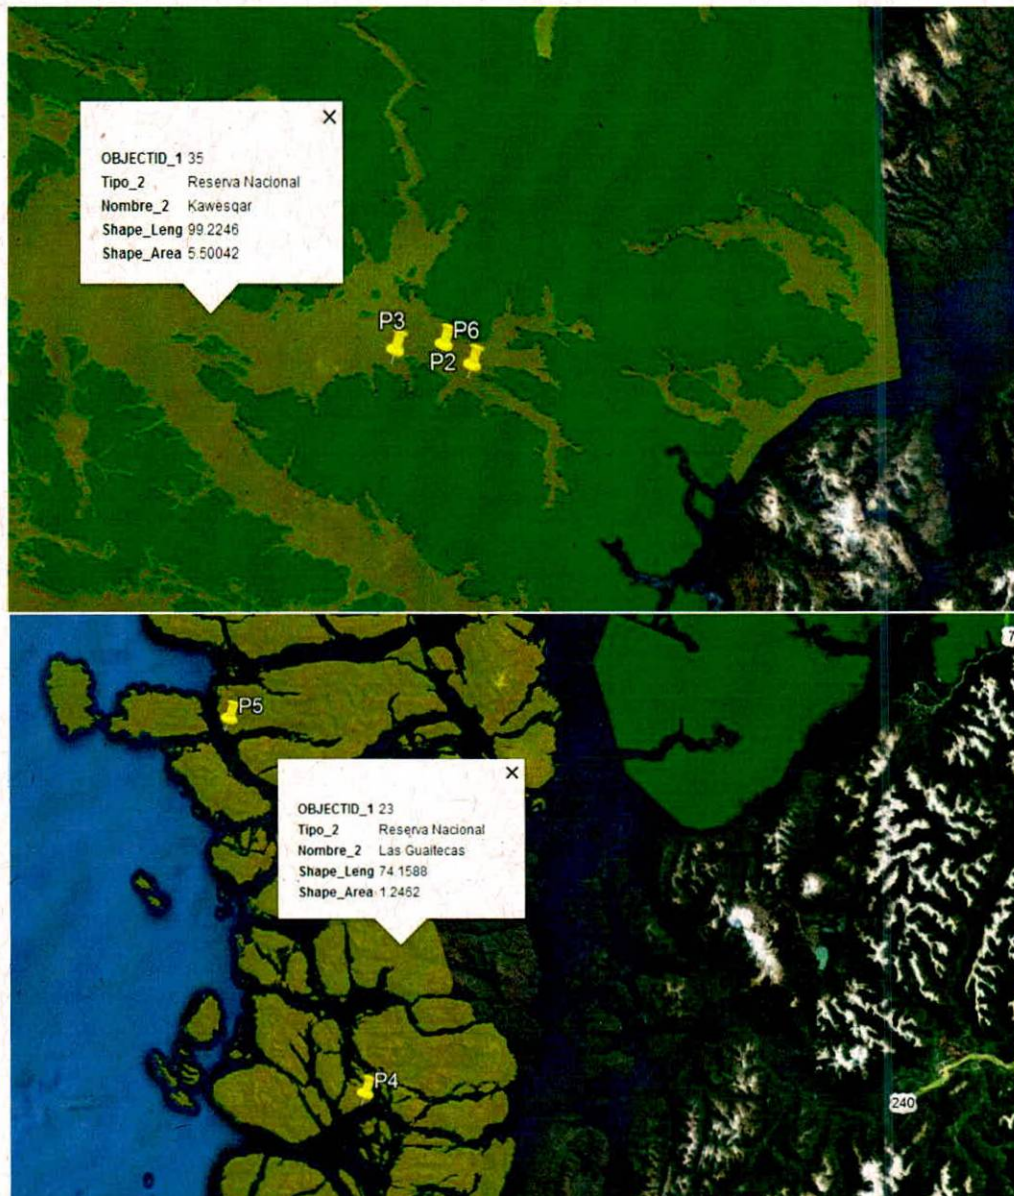 ×
OBJECTID_1 35
Tipo_2 Reserva Nacional
Nombre_2 Kawesqar
Shape_Leng 99.2246
Shape_Area 5.50042
P3
P6
P2
7
P5
×
OBJECTID_1 23
Tipo_2 Reserva Nacional
Nombre_2 Las Guaitecas
Shape_Leng 74.1588
Shape_Area 1.2462
P4
240